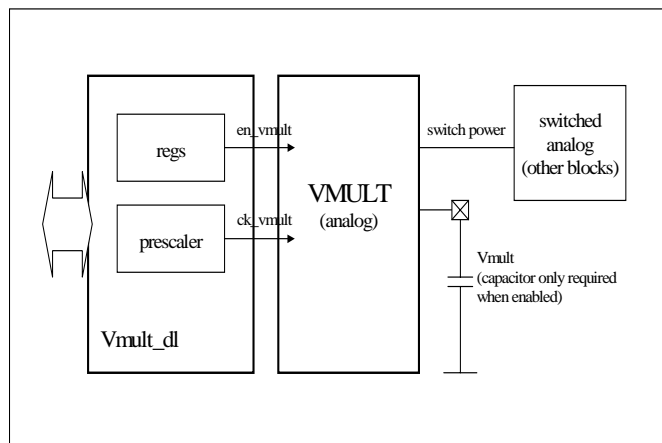 regs
en_vmult
prescaler
ck_vmult
Vmult_dl
VMULT
(analog)
switch power
switched
analog
(other blocks)
Vmult
(capacitor only required
when enabled)